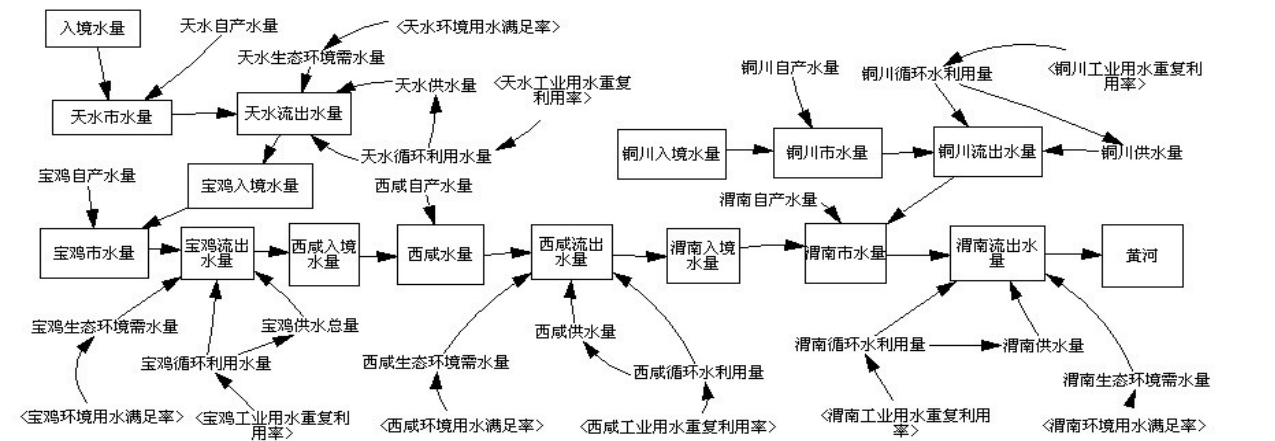 入境水量
天水自产水量
<天水环境用水满足率>
天水生态环境需水量
天水供水量
<天水工业用水重复
利用率>
天水市水量
天水流出水量
天水循环利用水量
宝鸡自产水量
宝鸡入境水量
西咸自产水量
宝鸡市水量
宝鸡流出
水量
西咸入境
水量
西咸水量
西咸流出
水量
渭南入境
水量
宝鸡生态环境需水量
宝鸡供水总量
宝鸡循环利用水量
<宝鸡环境用水满足率>
<宝鸡工业用水重复利
用率>
西咸供水量
西咸生态环境需水量
西咸循环水利用量
<西咸环境用水满足率>
<西咸工业用水重复利用率>
铜川自产水量
铜川循环水利用量
<铜川工业用水重复利
用率>
铜川入境水量
铜川市水量
铜川流出水量
铜川供水量
渭南自产水量
渭南市水量
渭南流出水
量
黄河
渭南循环水利用量
渭南供水量
渭南生态环境需水量
<渭南工业用水重复利用
率>
<渭南环境用水满足率>